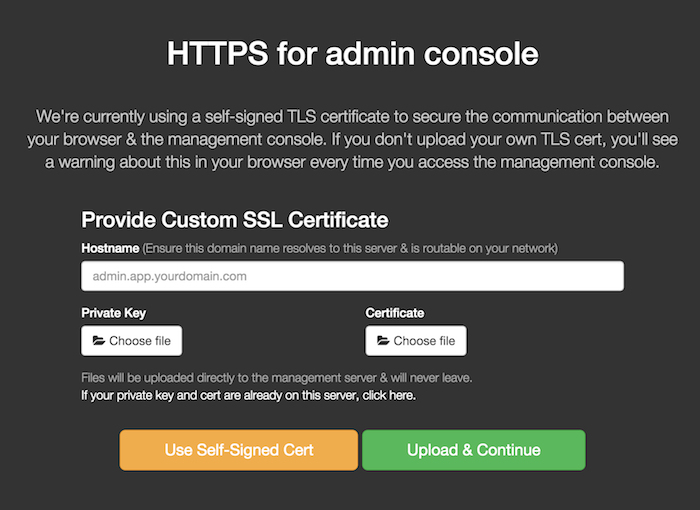 HTTPS for admin console
We're currently using a self-signed TLS certificate to secure the communication between
your browser & the management console. If you don't upload your own TLS cert, you'll see
a warning about this in your browser every time you access the management console.
Provide Custom SSL Certificate
Hostname (Ensure this domain name resolves to this server & is routable on your network)
admin.app.yourdomain.com
Private Key
Certificate
Choose file
Choose file
Files will be uploaded directly to the management server & will never leave.
If your private key and cert are already on this server, click here.
Use Self-Signed Cert
Upload & Continue